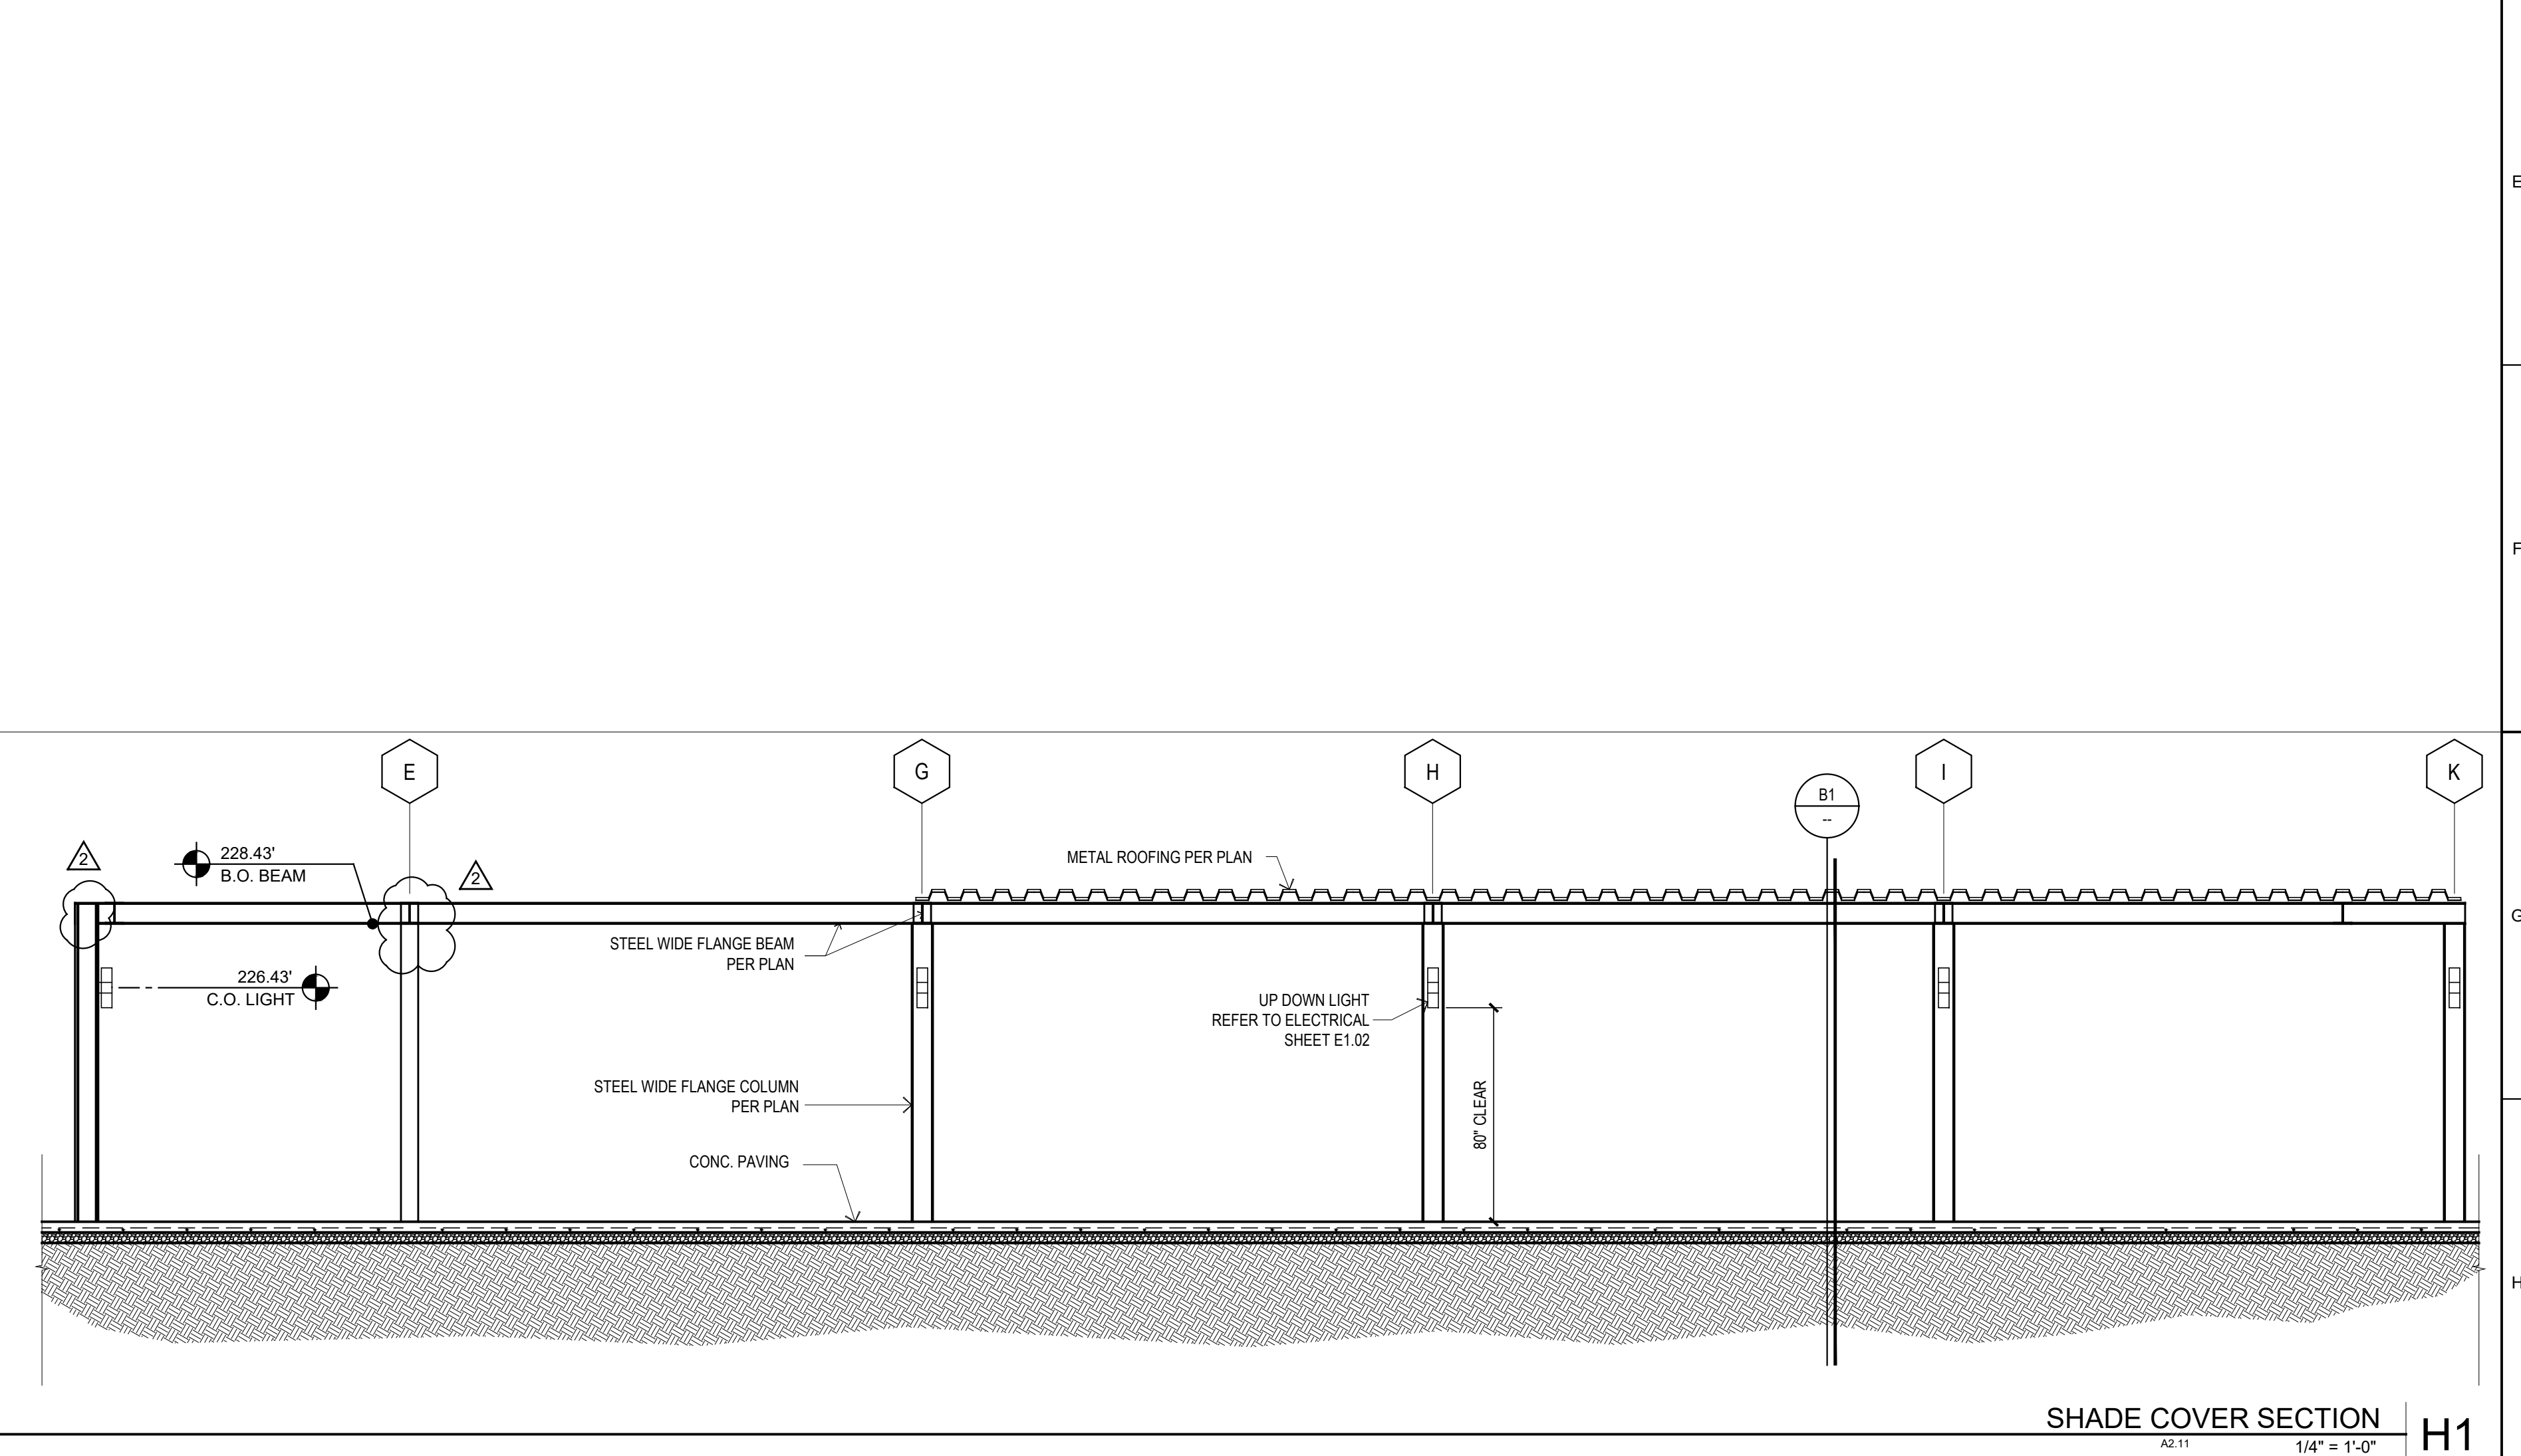 E
F
E
G
H
I
K
B1
--
2
228.43'
B.O. BEAM
2
METAL ROOFING PER PLAN
G
STEEL WIDE FLANGE BEAM
PER PLAN
226.43'
C.O. LIGHT
UP DOWN LIGHT
REFER TO ELECTRICAL
SHEET E1.02
STEEL WIDE FLANGE COLUMN
PER PLAN
80" CLEAR
CONC. PAVING
H
SHADE COVER SECTION
A2.11
1/4" = 1'-0"
H1